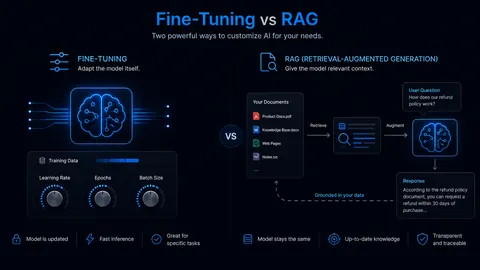 Fine-Tuning vs RAG
Two powerful ways to customize AI for your needs.
FINE-TUNING
Adapt the model itself.
Training Data
Learning Rate
Epochs
Batch Size
Model is updated
Fast inference
Great for
specific tasks
VS
RAG (RETRIEVAL-AUGMENTED GENERATION)
Give the model relevant context.
Your Documents
Product Docs.pdf
Knowledge Base.docx
Web Pages
Notes.txt
...
Retrieve
Augment
User Question
How does our refund
policy work?
Response
According to the refund policy
document, you can request a
refund within 30 days of
purchase...
Grounded in your data
Model stays the same
Up-to-date knowledge
Transparent
and traceable